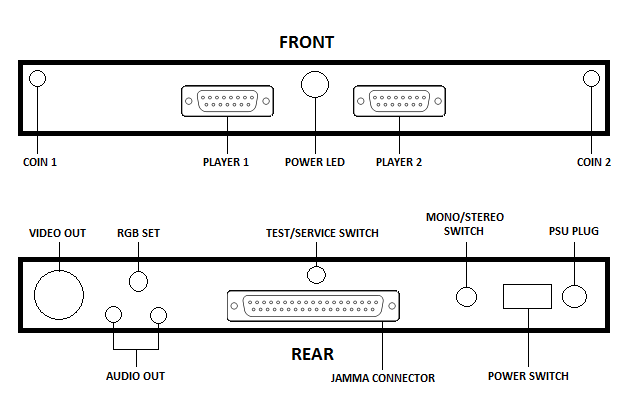 FRONT
COIN 1
PLAYER 1
POWER LED
PLAYER 2
COIN 2
VIDEO OUT
RGB SET
TEST/SERVICE SWITCH
MONO/STEREO
SWITCH
PSU PLUG
REAR
AUDIO OUT
JAMMA CONNECTOR
POWER SWITCH